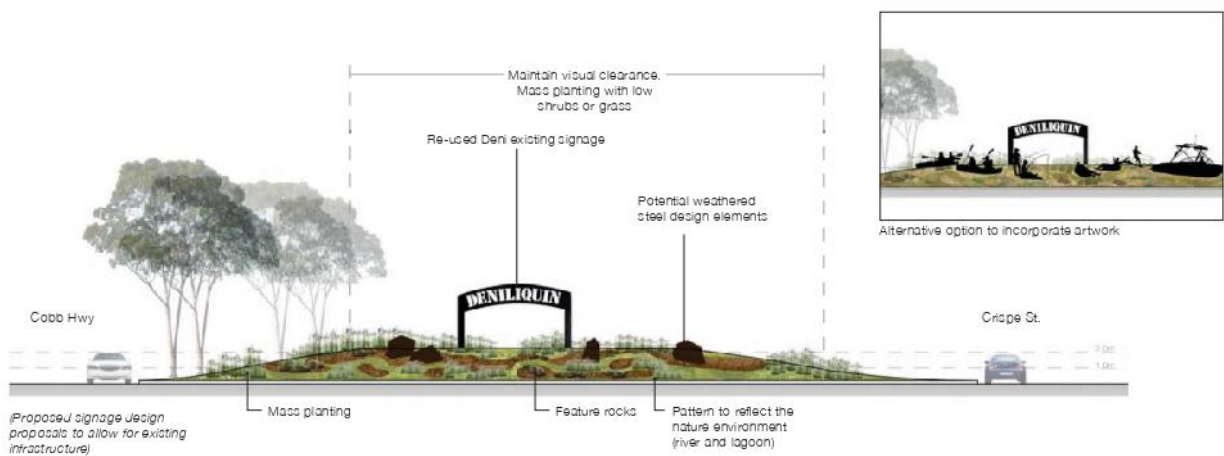 Maintain visual clearance.
Mass planting with low
shrubs or grass
Re-used Deni existing signage
Potential weathered
steel design elements
DENILIQUIN
Alternative option to incorporate artwork
Cobb Hwy
DENILIQUIN
Crispe St.
2.0m
1.0m
(Proposed signage design
proposals to allow for existing
infrastructure)
Mass planting
Feature rocks
Pattern to reflect the
nature environment
(river and lagoon)